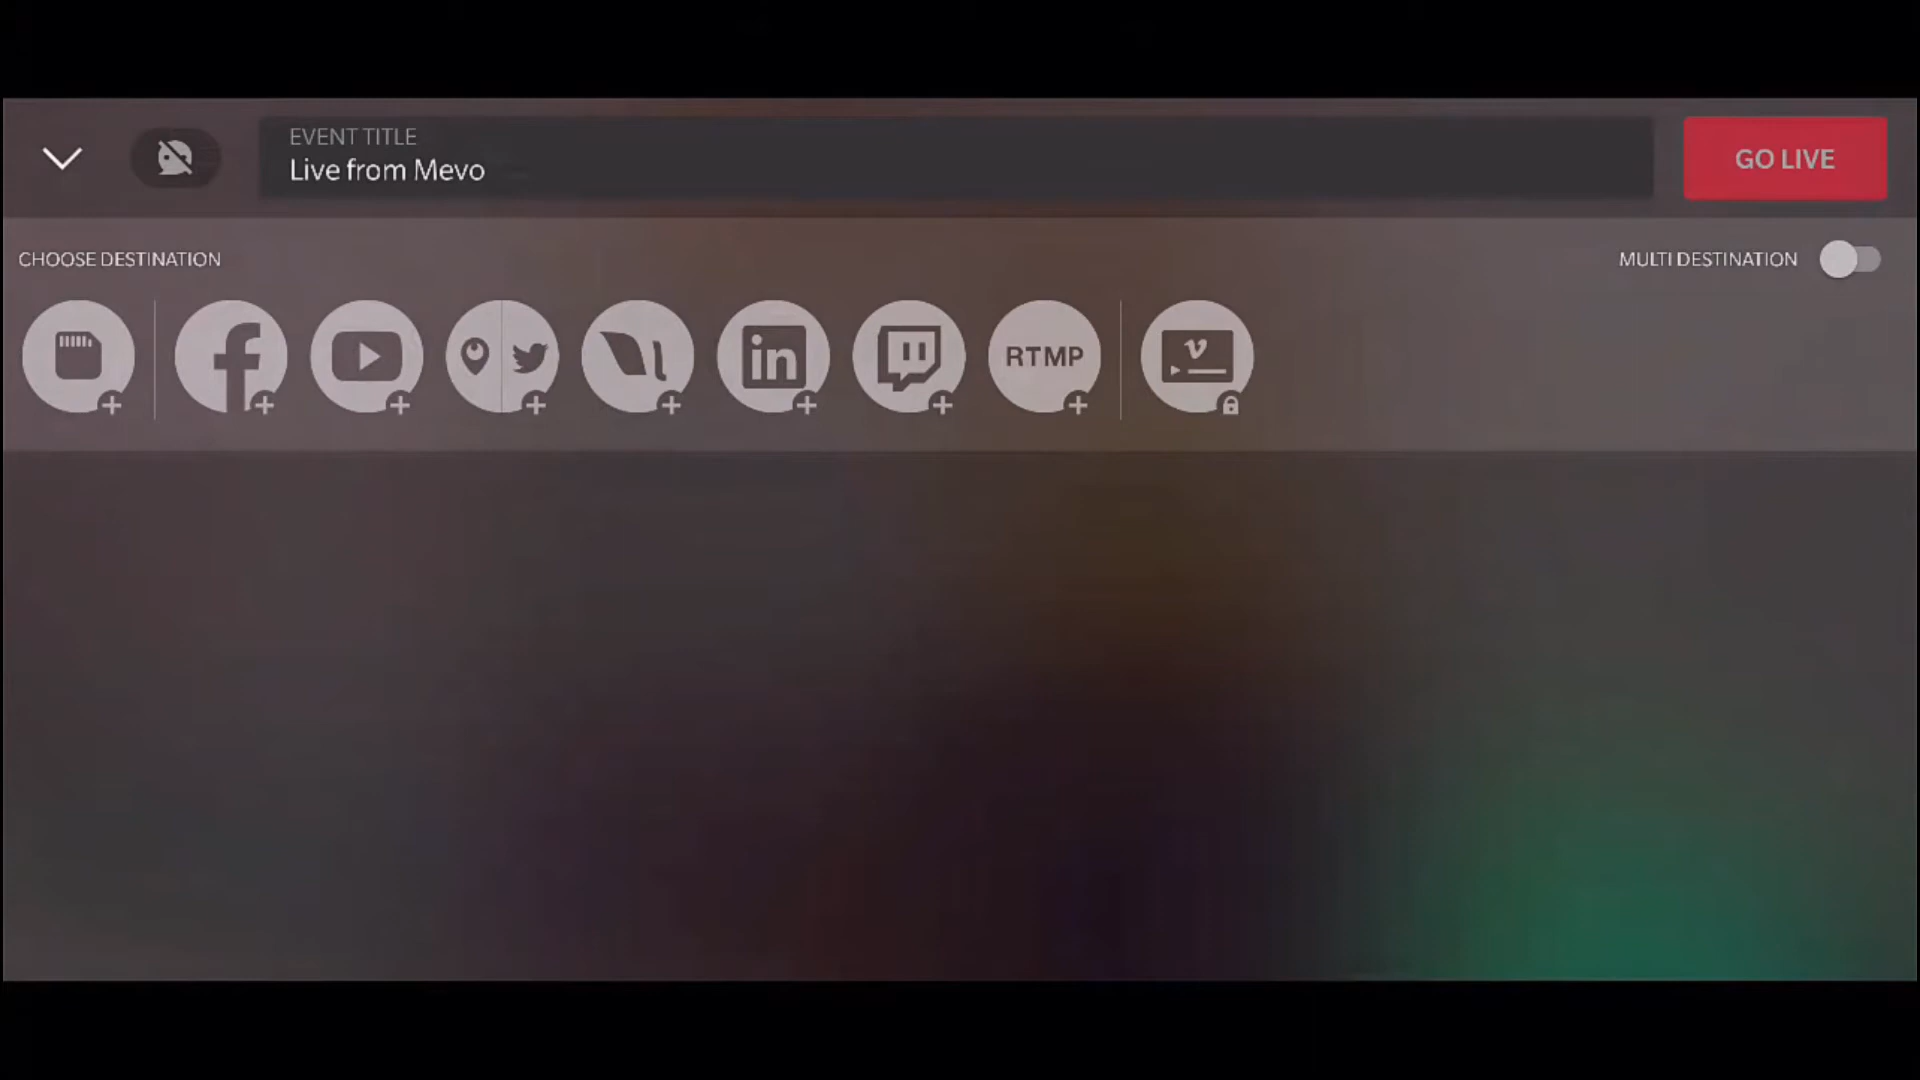 EVENT TITLE
Live from Mevo
GO LIVE
CHOOSE DESTINATION
MULTI DESTINATION
RTMP